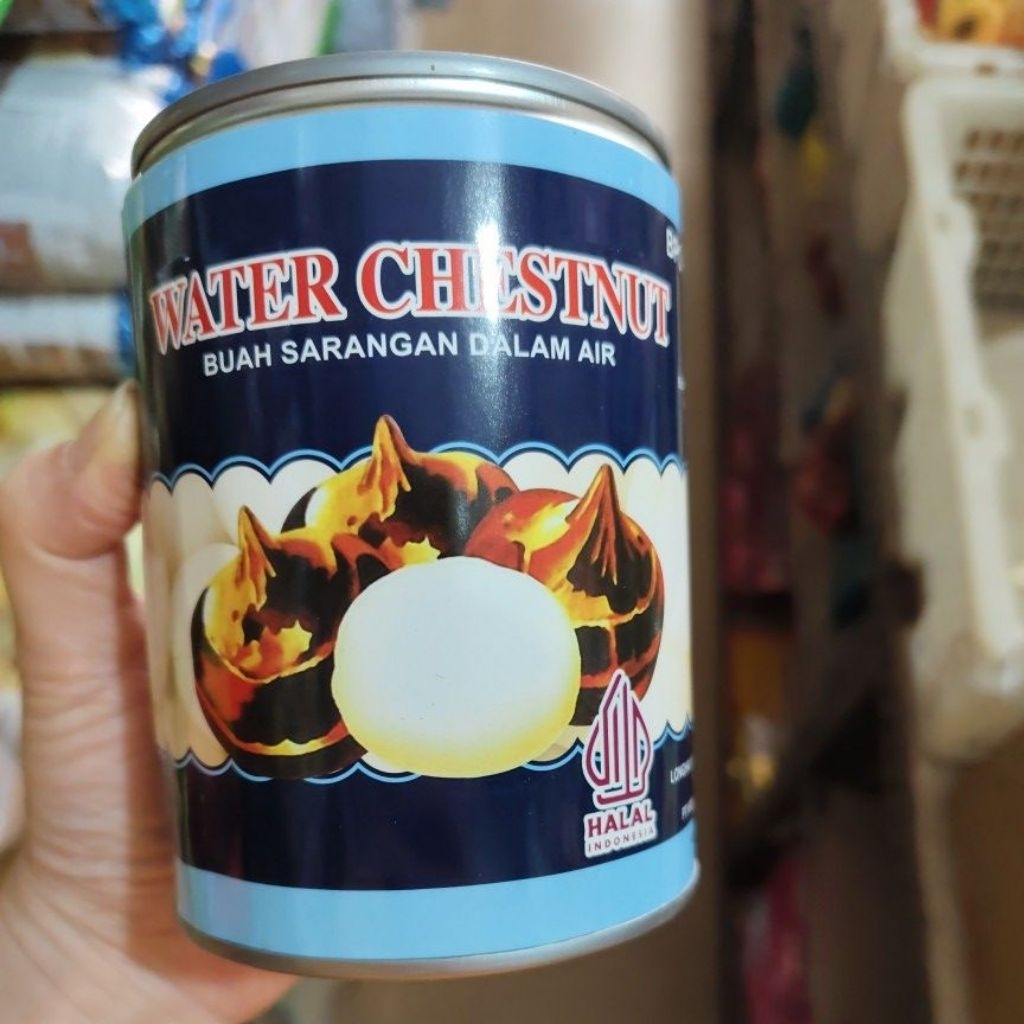 WATER CHESTNUT
BUAH SARANGAN DALAM AIR
HALAL
INDONESIA